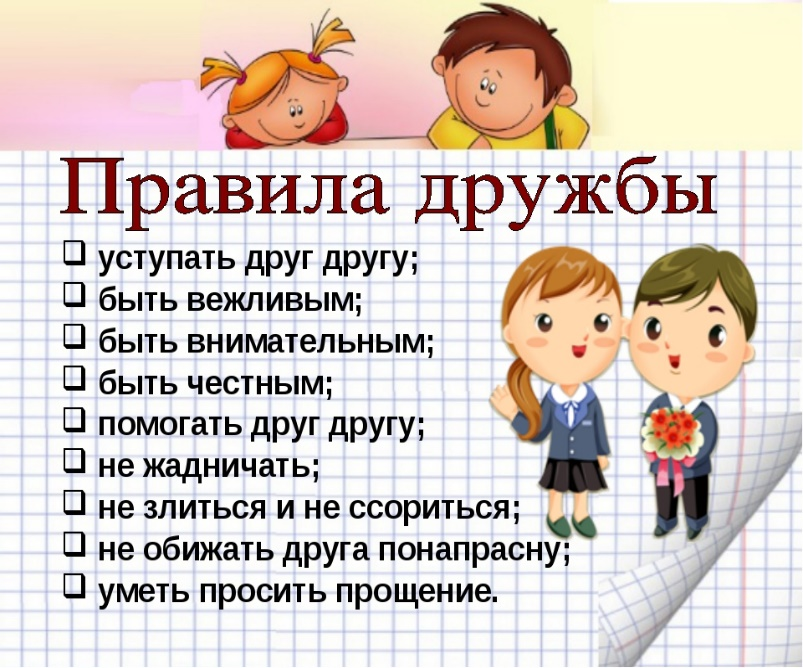 Правила дружбы
уступать друг другу;
быть вежливым;
быть внимательным;
быть честным;
помогать друг другу;
не жадничать;
не злиться и не ссориться;
не обижать друга понапрасну;
уметь просить прощение.